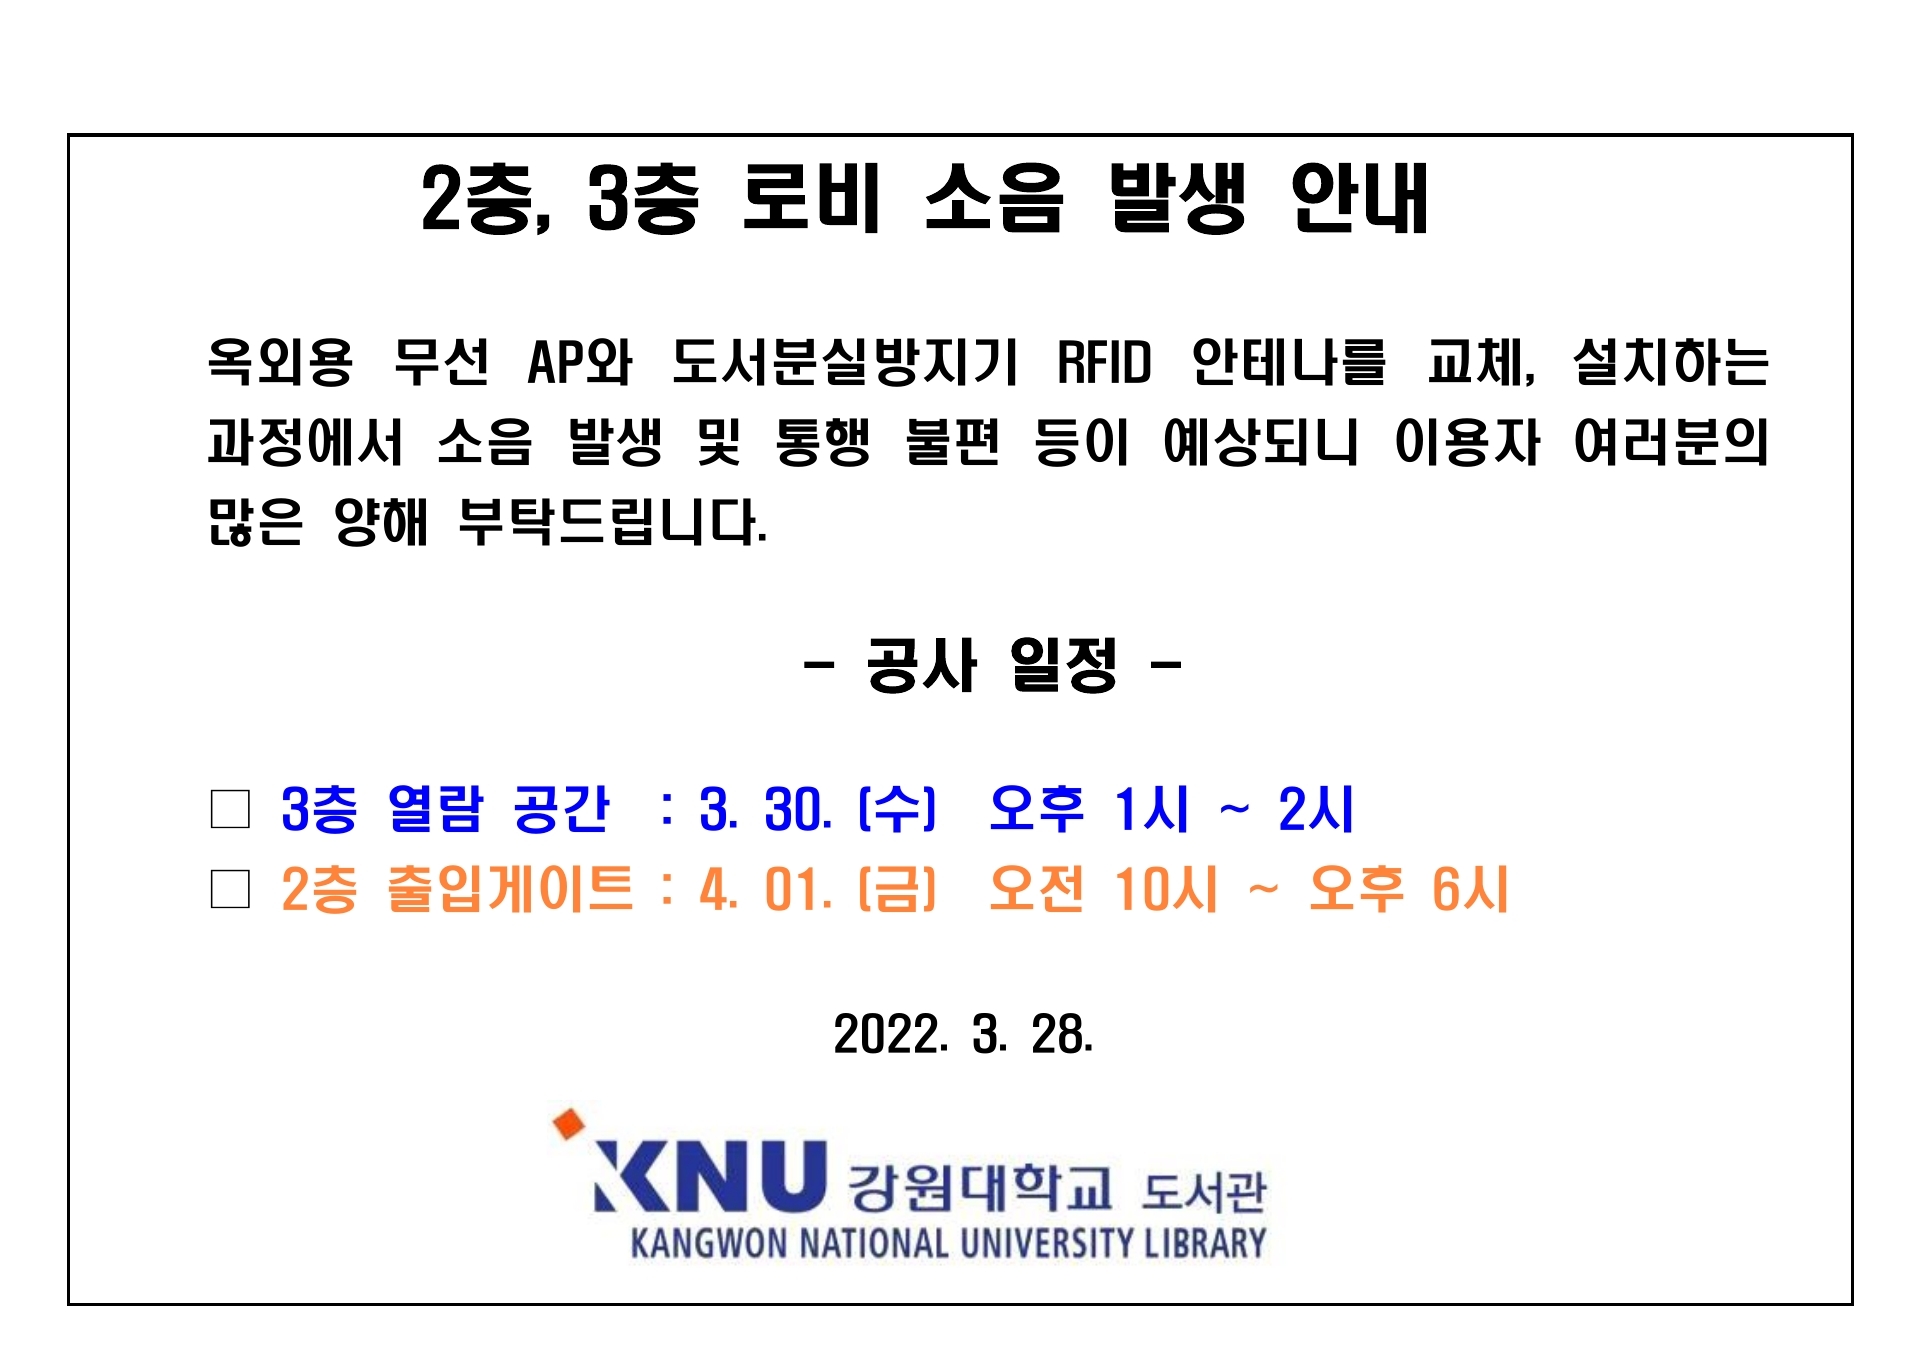 2층, 3층 로비 소음 발생 안내
옥외용 무선 AP와 도서분실방지기 RFID 안테나를 교체, 설치하는
과정에서 소음 발생 및 통행 불편 등이 예상되니 이용자 여러분의
많은 양해 부탁드립니다.
- 공사 일정 -
□ 3층 열람 공간 : 3. 30. (수) 오후 1시 ~ 2시
□ 2층 출입게이트 : 4. 01. (금) 오전 10시 ~ 오후 6시
2022. 3. 28.
KNU 강원대학교 도서관
KANGWON NATIONAL UNIVERSITY LIBRARY